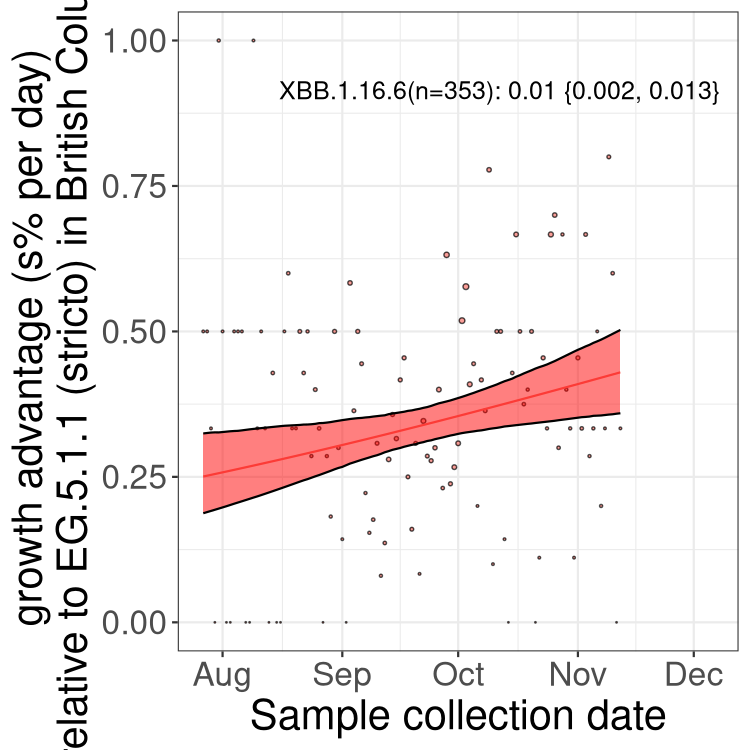 growth advantage (s% per day)
relative to EG.5.1.1 (stricto) in British Colu
1.00
0.75
0.50
0.25
0.00
XBB.1.16.6(n=353): 0.01 {0.002, 0.013}
Aug Sep Oct Nov Dec
Sample collection date